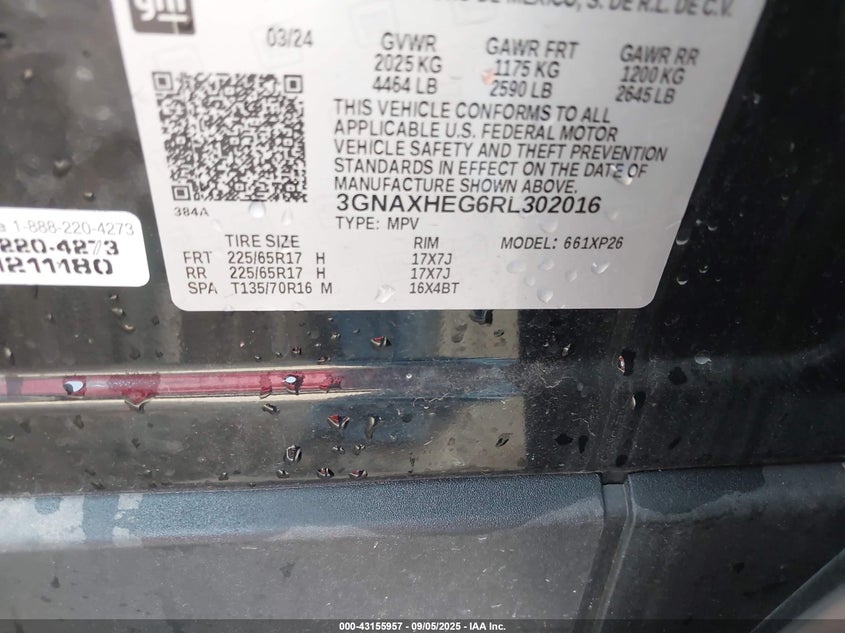 gm
DE MEXICO, S. DE R.L. DE C.V.
03/24 GVWR GAWR FRT GAWR RR
2025 KG 1175 KG 1200 KG
4464 LB 2590 LB 2645 LB
THIS VEHICLE CONFORMS TO ALL
APPLICABLE U.S. FEDERAL MOTOR
VEHICLE SAFETY AND THEFT PREVENTION
STANDARDS IN EFFECT ON THE DATE OF
MANUFACTURE SHOWN ABOVE.
384A 3GNAXHEG6RL302016
TYPE: MPV
TIRE SIZE RIM MODEL: 661XP26
FRT 225/65R17 H 17X7J
RR 225/65R17 H 17X7J
SPA T135/70R16 M 16X4BT
1-888-220-4273
220-4273
211180
000-43155957 - 09/05/2025 - IAA Inc.